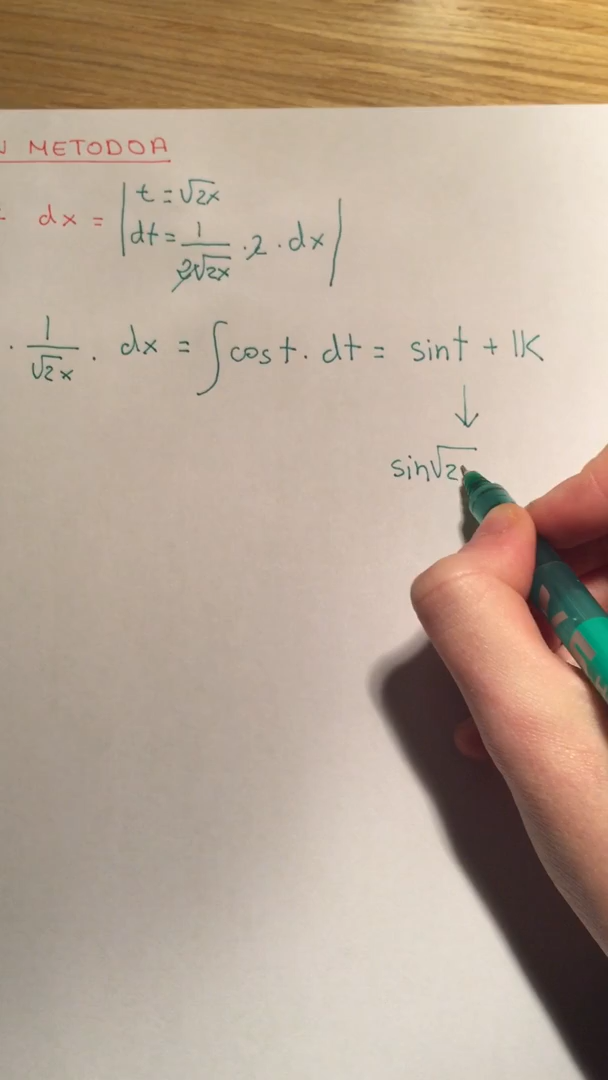 METODOA
dx = | t = √2x
dt = 1/(2√2x) · 2 · dx |
· 1/√2x · dx = ∫ cos t · dt = sin t + K
↓
sin√2x